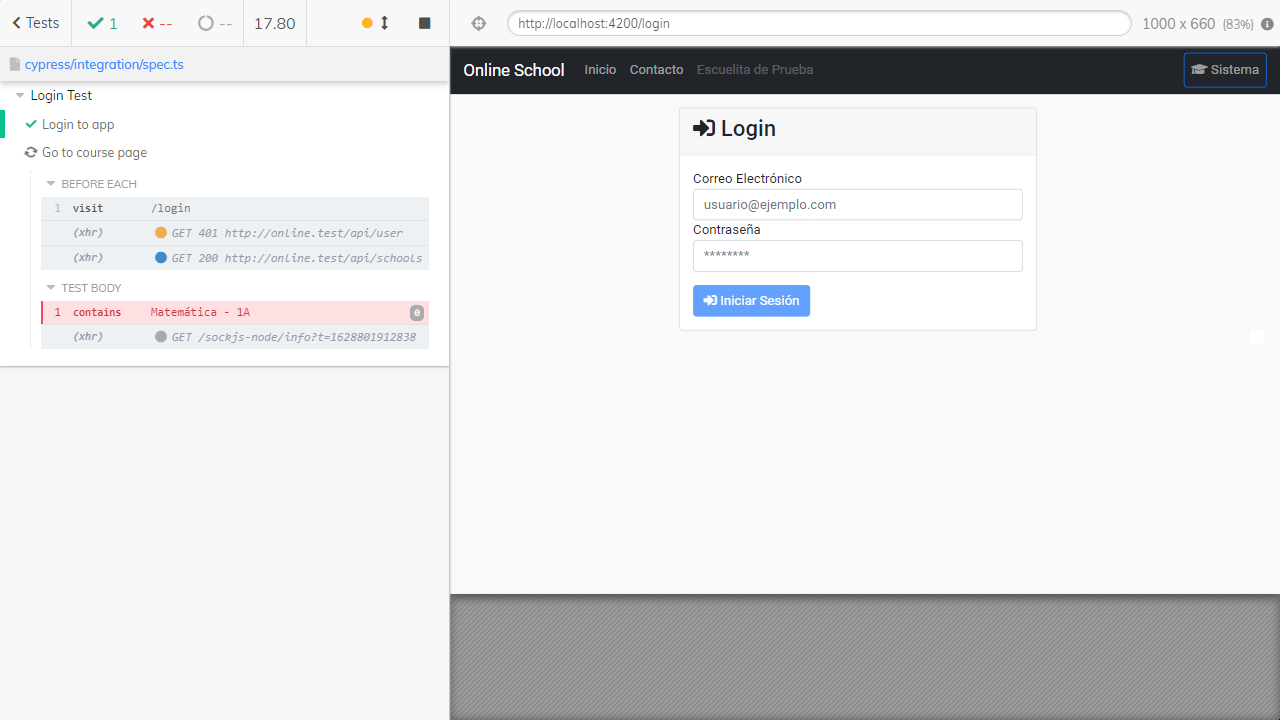 Tests 1 -- -- 17.80
cypress/integration/spec.ts
Login Test
Login to app
Go to course page
BEFORE EACH
1 visit /login
(xhr) GET 401 http://online.test/api/user
(xhr) GET 200 http://online.test/api/schools
TEST BODY
1 contains Matemática - 1A 0
(xhr) GET /sockjs-node/info?t=1628801912838
http://localhost:4200/login 1000 x 660 (83%)
Online School Inicio Contacto Escuelita de Prueba Sistema
Login
Correo Electrónico
usuario@ejemplo.com
Contraseña
********
Iniciar Sesión